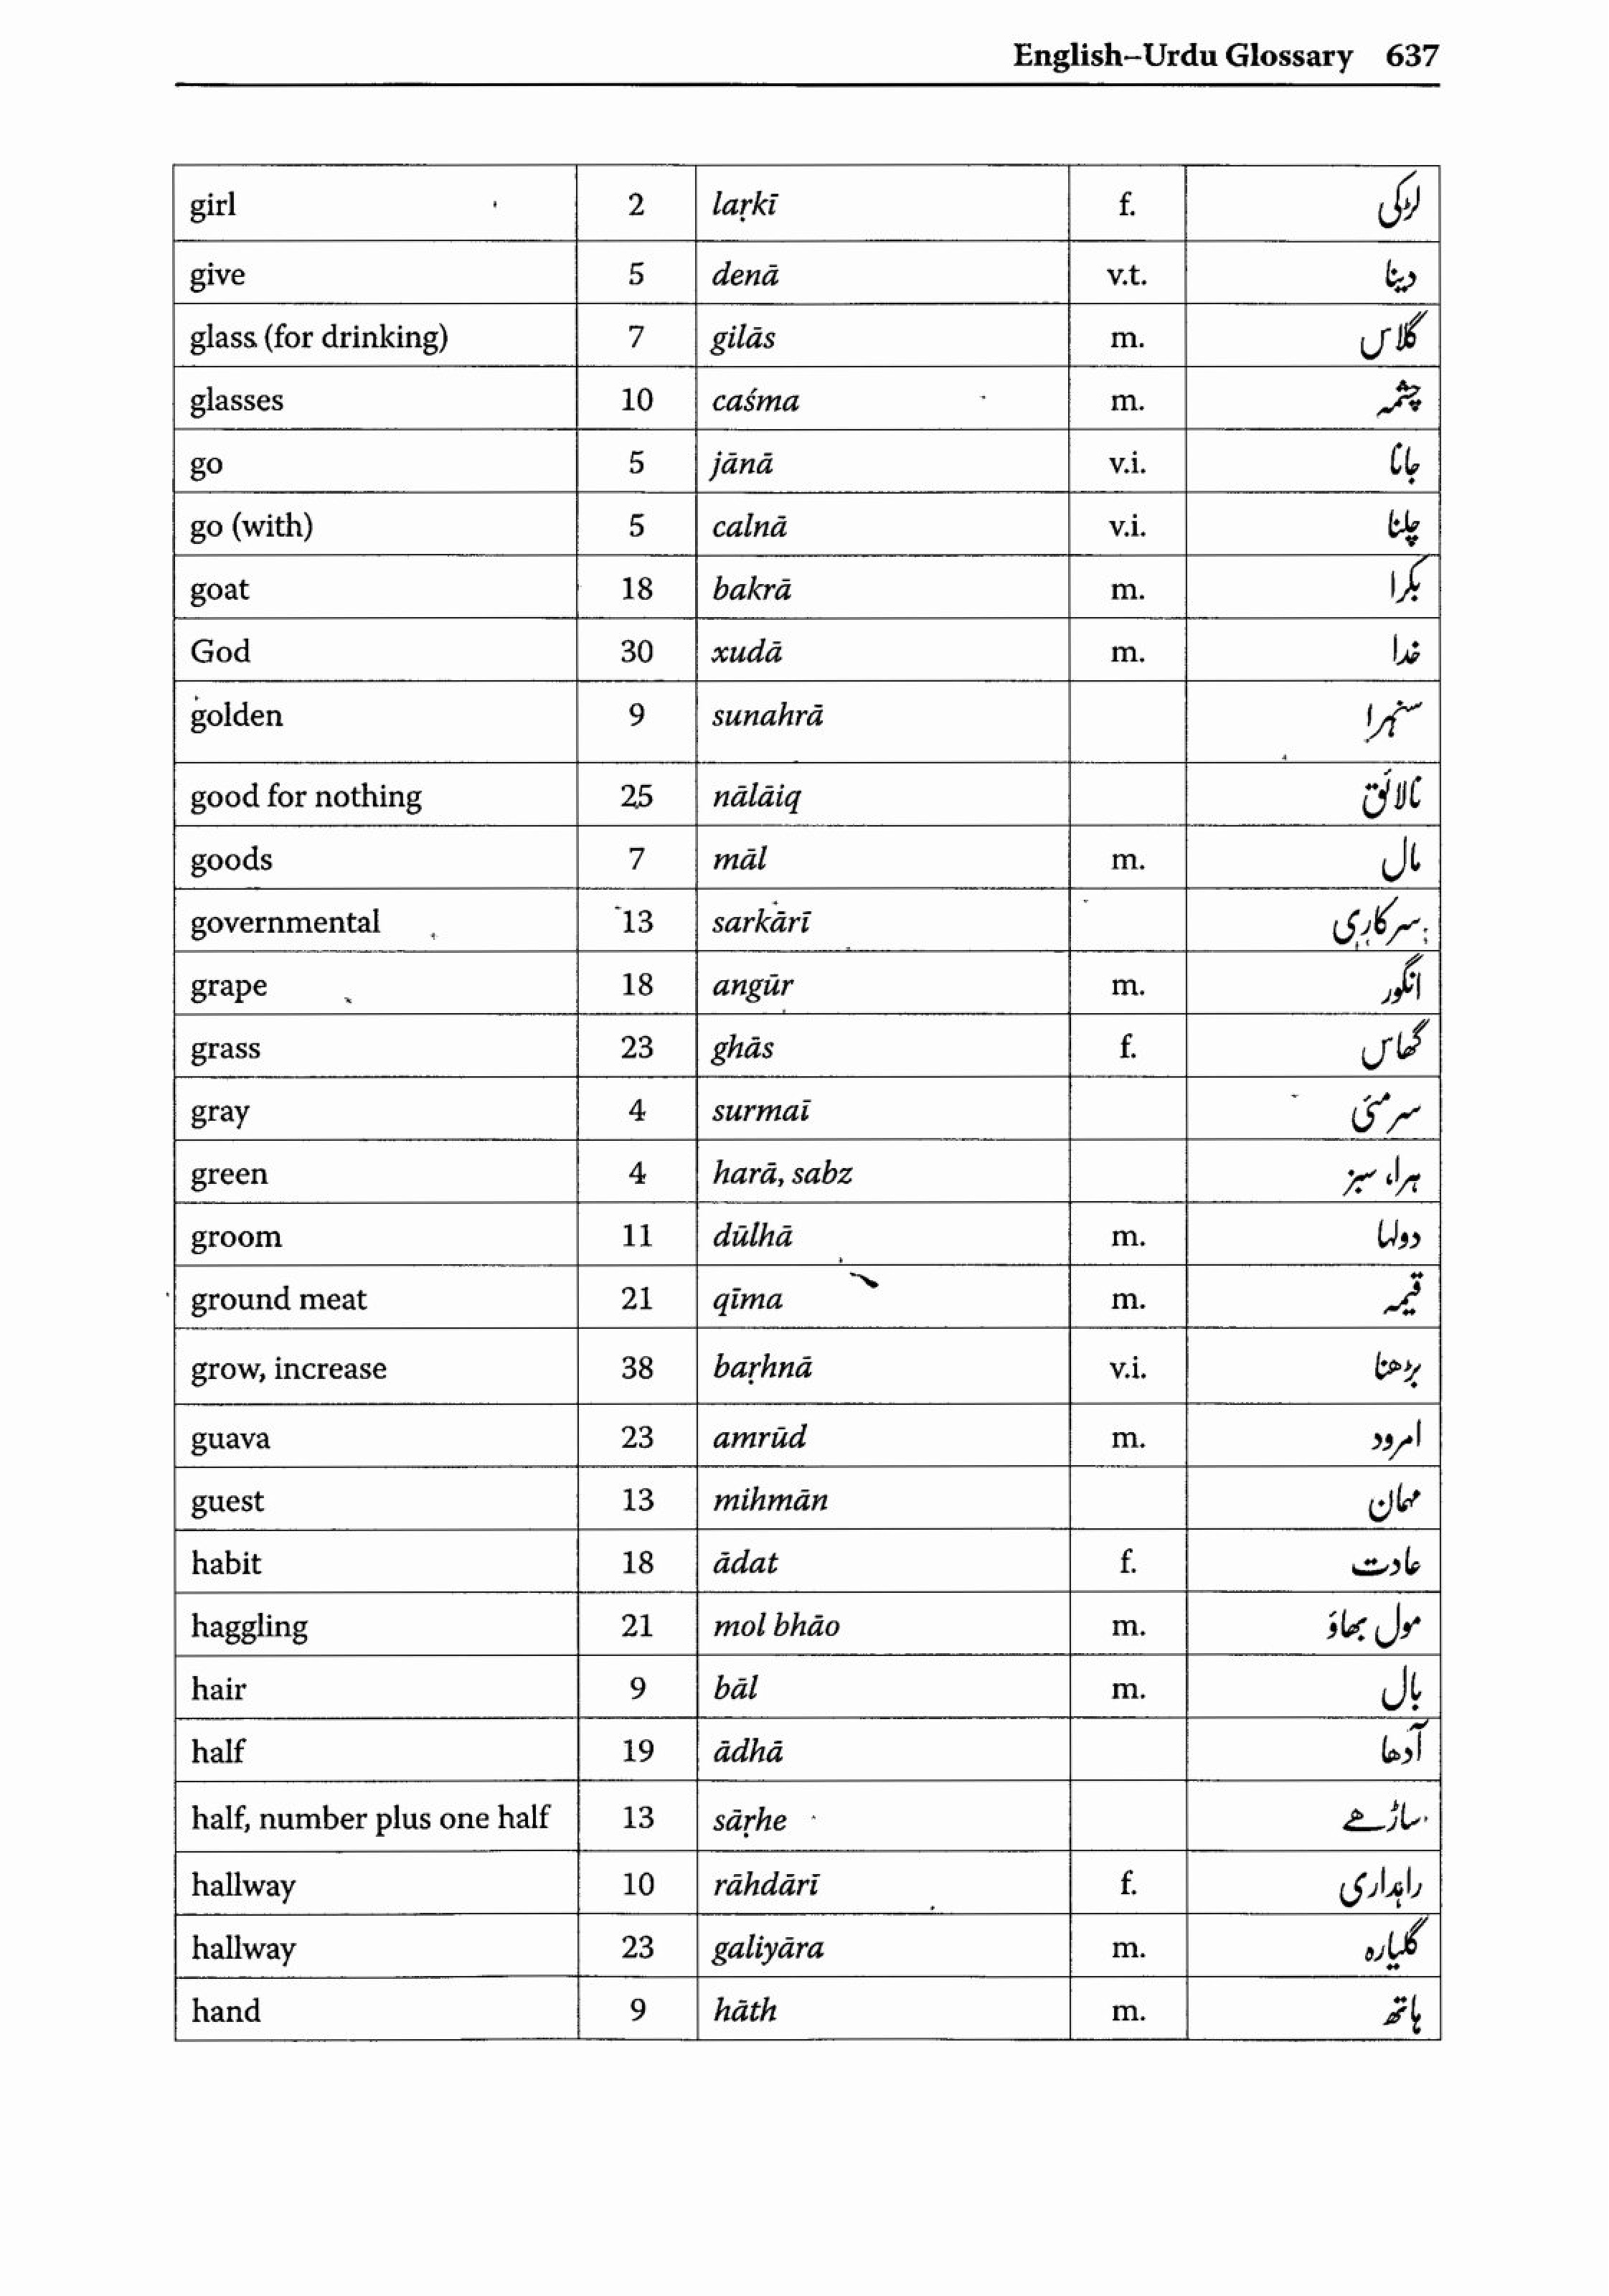 English–Urdu Glossary 637
girl 2 laṛkī f. لڑکی
give 5 denā v.t. دینا
glass (for drinking) 7 gilās m. گلاس
glasses 10 caśma m. چشمہ
go 5 jānā v.i. جانا
go (with) 5 calnā v.i. چلنا
goat 18 bakrā m. بکرا
God 30 xudā m. خدا
golden 9 sunahrā سنہرا
good for nothing 25 nālāiq نالائق
goods 7 māl m. مال
governmental 13 sarkārī سرکاری
grape 18 angūr m. انگور
grass 23 ghās f. گھاس
gray 4 surmaī سرمئی
green 4 harā, sabz ہرا، سبز
groom 11 dūlhā m. دولہا
ground meat 21 qīma m. قیمہ
grow, increase 38 baṛhnā v.i. بڑھنا
guava 23 amrūd m. امرود
guest 13 mihmān مہمان
habit 18 ādat f. عادت
haggling 21 mol bhāo m. مول بھاؤ
hair 9 bāl m. بال
half 19 ādhā آدھا
half, number plus one half 13 sāṛhe ساڑھے
hallway 10 rāhdārī f. راہداری
hallway 23 galiyāra m. گلیارہ
hand 9 hāth m. ہاتھ